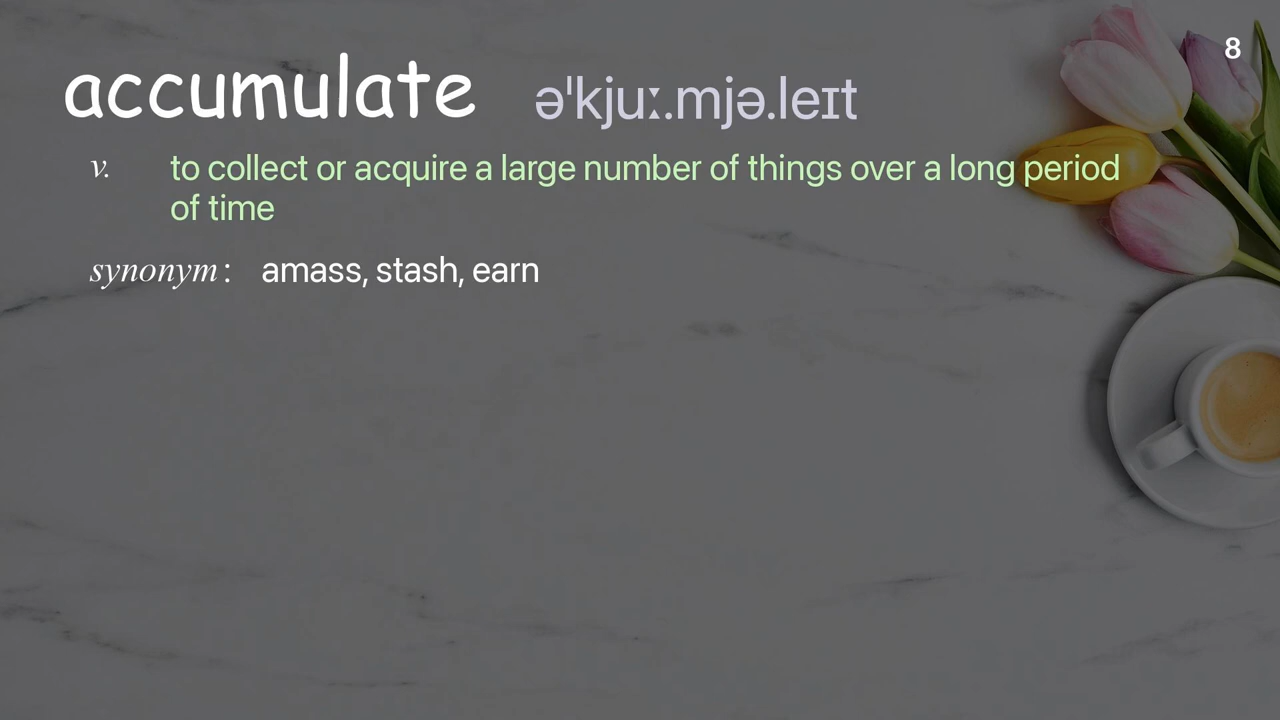 8
accumulate əˈkjuː.mjə.leɪt
v. to collect or acquire a large number of things over a long period
of time
synonym: amass, stash, earn